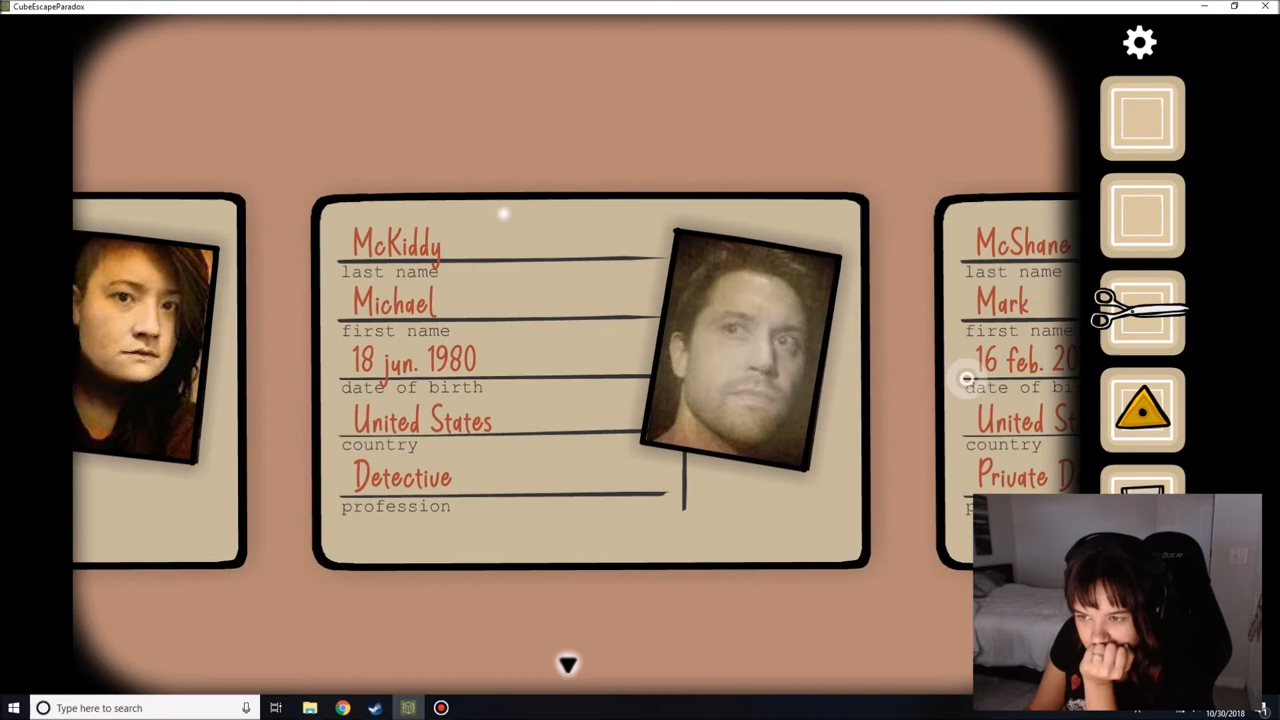 CubeEscapeParadox
McKiddy
last name
Michael
first name
18 jun. 1980
date of birth
United States
country
Detective
profession
McShane
last name
Mark
first name
16 feb. 20
date of bi
United St
country
Private D
Type here to search
10/30/2018